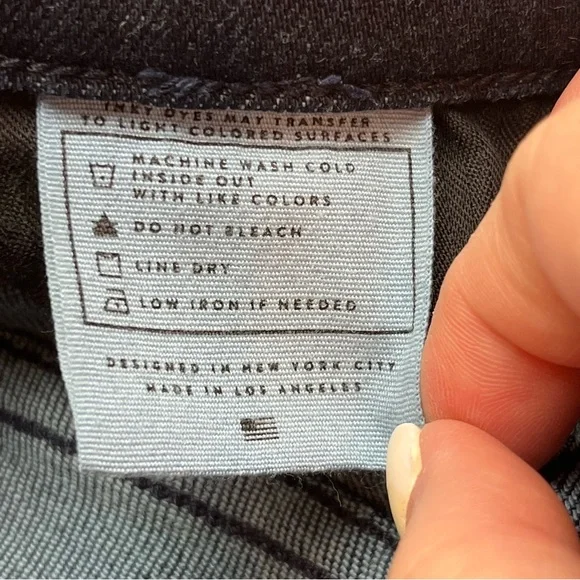 INKY DYES MAY TRANSFER
TO LIGHT COLORED SURFACES
MACHINE WASH COLD
INSIDE OUT
WITH LIKE COLORS
DO NOT BLEACH
LINE DRY
LOW IRON IF NEEDED
DESIGNED IN NEW YORK CITY
MADE IN LOS ANGELES